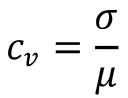 c_v = σ/μ